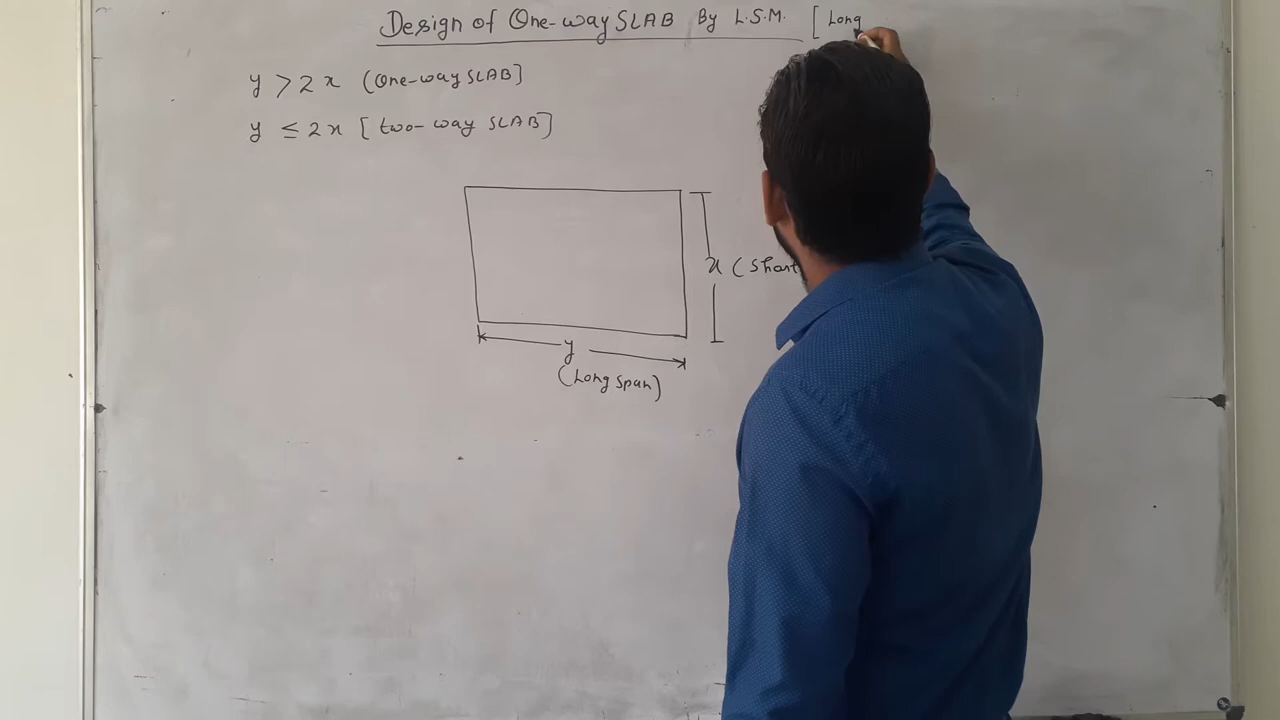 Design of One-way SLAB By L.S.M. [Long
y > 2x (One-way SLAB]
y ≤ 2x [two-way SLAB]
x (Short
y
(Long Span)